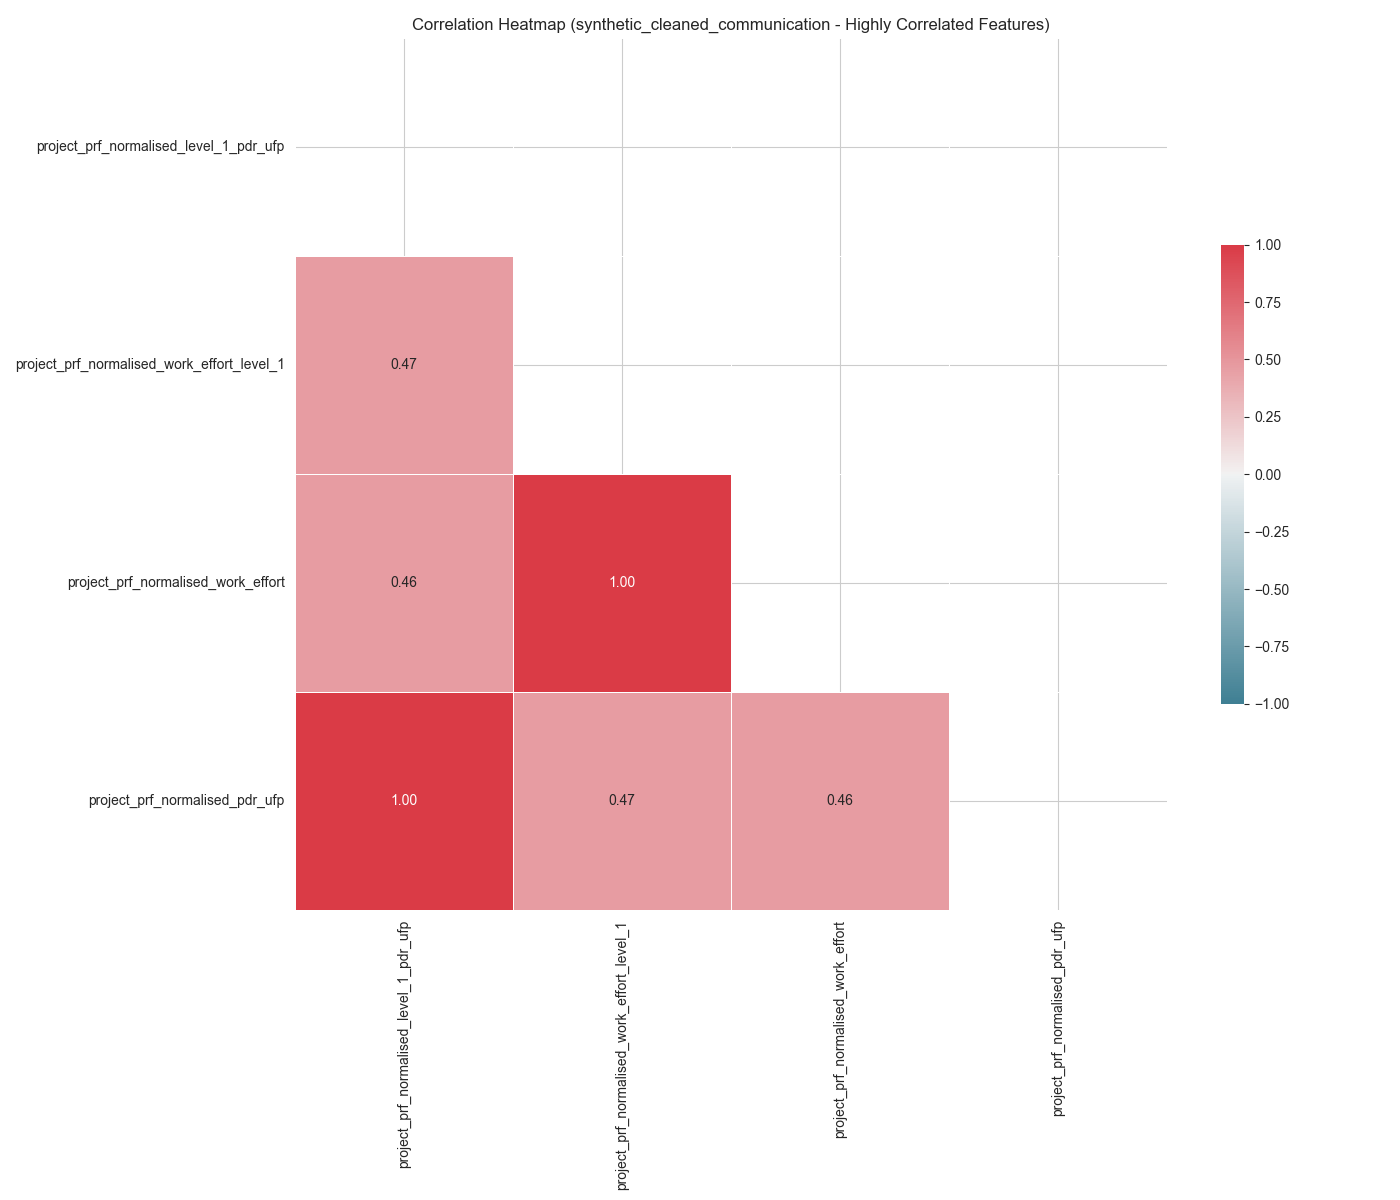 Correlation Heatmap (synthetic_cleaned_communication - Highly Correlated Features)
project_prf_normalised_level_1_pdr_ufp
project_prf_normalised_work_effort_level_1
0.47
project_prf_normalised_work_effort
0.46
1.00
project_prf_normalised_pdr_ufp
1.00
0.47
0.46
project_prf_normalised_level_1_pdr_ufp
project_prf_normalised_work_effort_level_1
project_prf_normalised_work_effort
project_prf_normalised_pdr_ufp
1.00
0.75
0.50
0.25
0.00
−0.25
−0.50
−0.75
−1.00